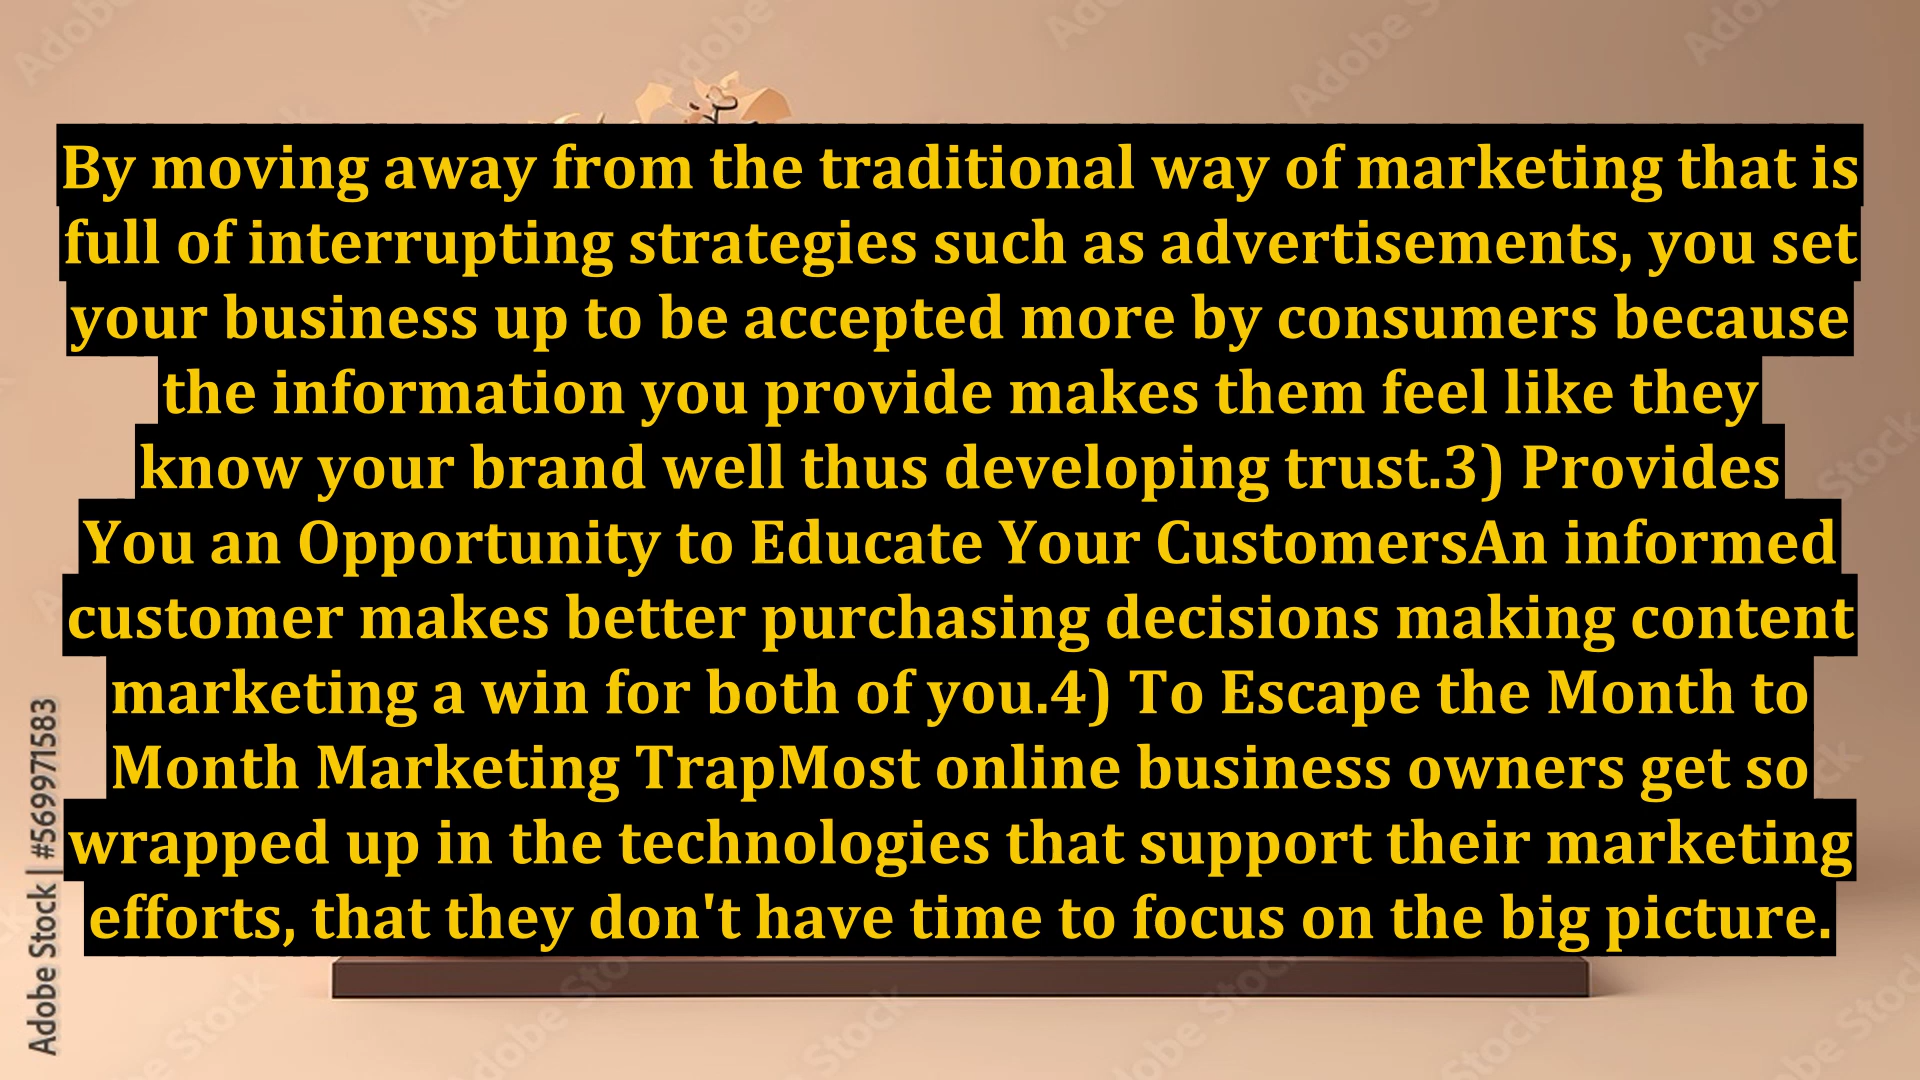 By moving away from the traditional way of marketing that is
full of interrupting strategies such as advertisements, you set
your business up to be accepted more by consumers because
the information you provide makes them feel like they
know your brand well thus developing trust.3) Provides
You an Opportunity to Educate Your CustomersAn informed
customer makes better purchasing decisions making content
marketing a win for both of you.4) To Escape the Month to
Month Marketing TrapMost online business owners get so
wrapped up in the technologies that support their marketing
efforts, that they don't have time to focus on the big picture.
Adobe Stock | #569971583